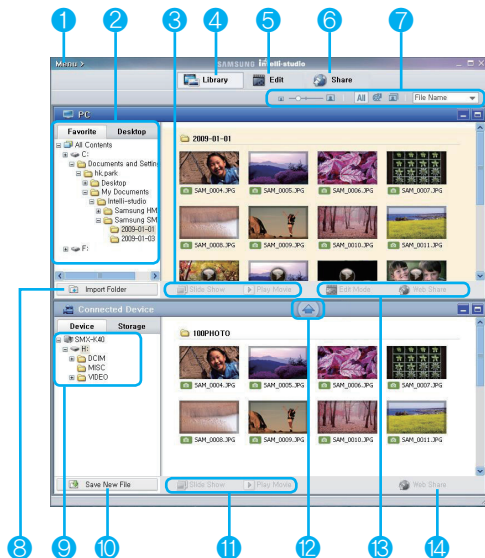 1 2 3 4 5 6 7
Menu > SAMSUNG intelli-studio
Library Edit Share
All File Name
PC
Favorite Desktop
All Contents
C:
Documents and Setting
hk.park
Desktop
My Documents
Intelli-studio
Samsung HM
Samsung SM
2009-01-01
2009-01-03
F:
2009-01-01
SAM_0004.JPG SAM_0005.JPG SAM_0006.JPG SAM_0007.JPG
SAM_0008.JPG SAM_0009.JPG SAM_0010.JPG SAM_0011.JPG
Import Folder Slide Show Play Movie Edit Mode Web Share
Connected Device
Device Storage
SMX-K40
H:
DCIM
MISC
VIDEO
100PHOTO
SAM_0004.JPG SAM_0005.JPG SAM_0006.JPG SAM_0007.JPG
SAM_0008.JPG SAM_0009.JPG SAM_0010.JPG SAM_0011.JPG
Save New File Slide Show Play Movie Web Share
8 9 10 11 12 13 14